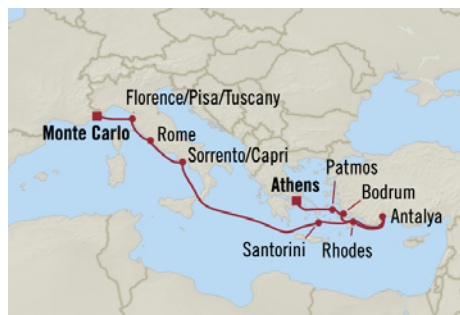 Florence/Pisa/Tuscany
Monte Carlo
Rome
Sorrento/Capri
Patmos
Athens
Bodrum
Antalya
Santorini
Rhodes